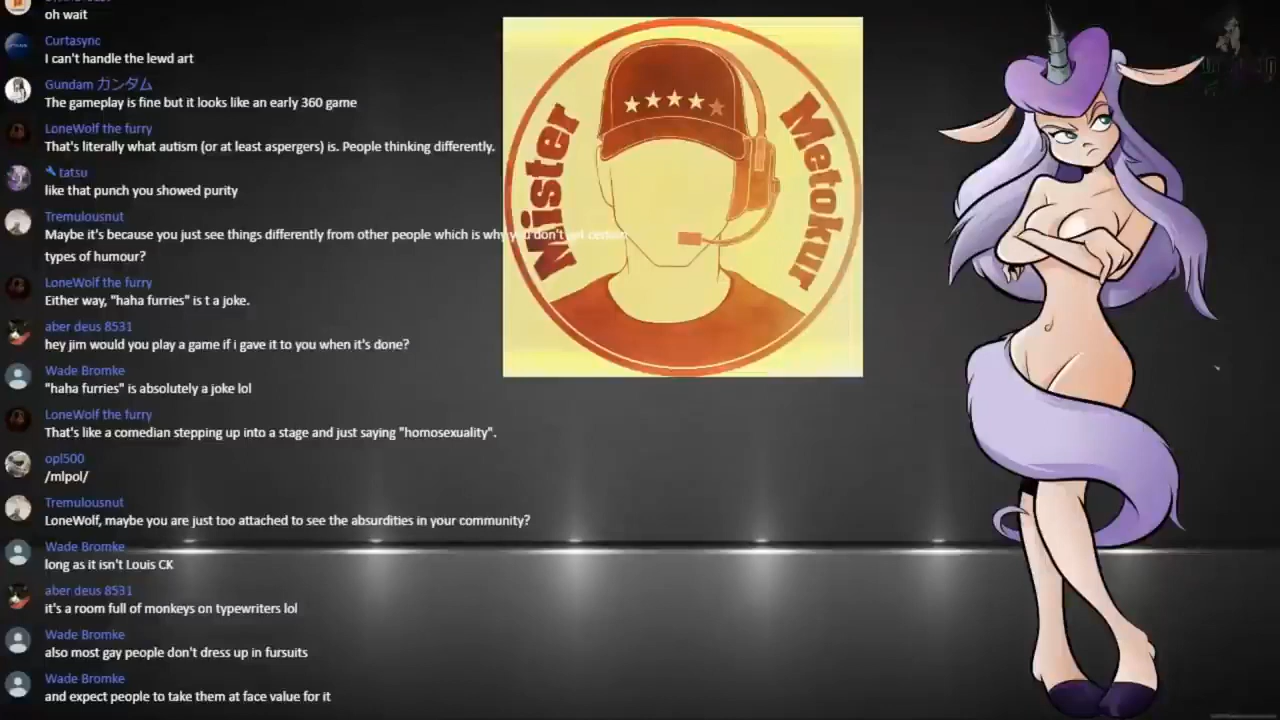 oh wait
Curtasync
I can't handle the lewd art
Gundam ガンダム
The gameplay is fine but it looks like an early 360 game
LoneWolf the furry
That's literally what autism (or at least aspergers) is. People thinking differently.
tatsu
like that punch you showed purity
Tremulousnut
Maybe it's because you just see things differently from other people which is why you don't get certain
types of humour?
LoneWolf the furry
Either way, "haha furries" is t a joke.
aber deus 8531
hey jim would you play a game if i gave it to you when it's done?
Wade Bromke
"haha furries" is absolutely a joke lol
LoneWolf the furry
That's like a comedian stepping up into a stage and just saying "homosexuality".
opl500
/mlpol/
Tremulousnut
LoneWolf, maybe you are just too attached to see the absurdities in your community?
Wade Bromke
long as it isn't Louis CK
aber deus 8531
it's a room full of monkeys on typewriters lol
Wade Bromke
also most gay people don't dress up in fursuits
Wade Bromke
and expect people to take them at face value for it
Mister
Metokur